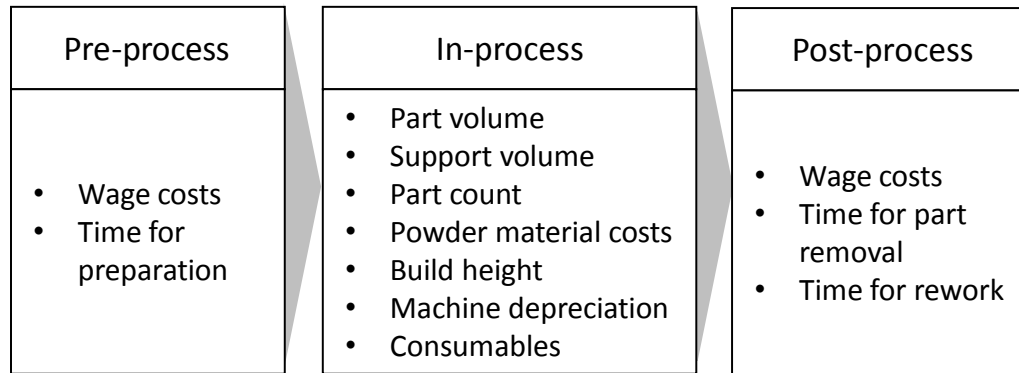 Pre-process
• Wage costs
• Time for
preparation
In-process
• Part volume
• Support volume
• Part count
• Powder material costs
• Build height
• Machine depreciation
• Consumables
Post-process
• Wage costs
• Time for part
removal
• Time for rework